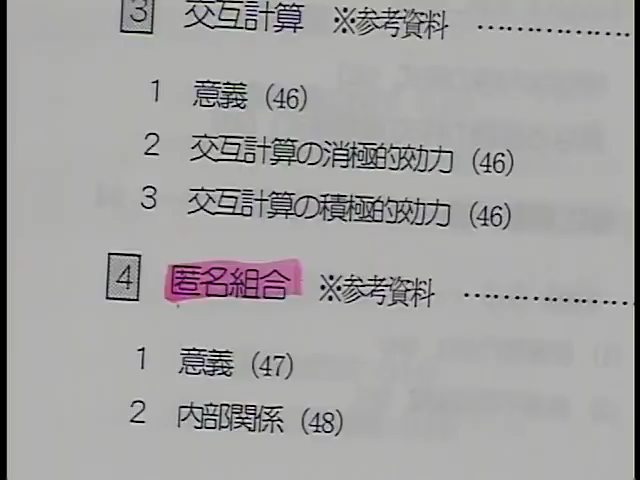 3 交互計算 ※参考資料 ………………
1 意義 (46)
2 交互計算の消極的効力 (46)
3 交互計算の積極的効力 (46)
4 匿名組合 ※参考資料 ………………
1 意義 (47)
2 内部関係 (48)